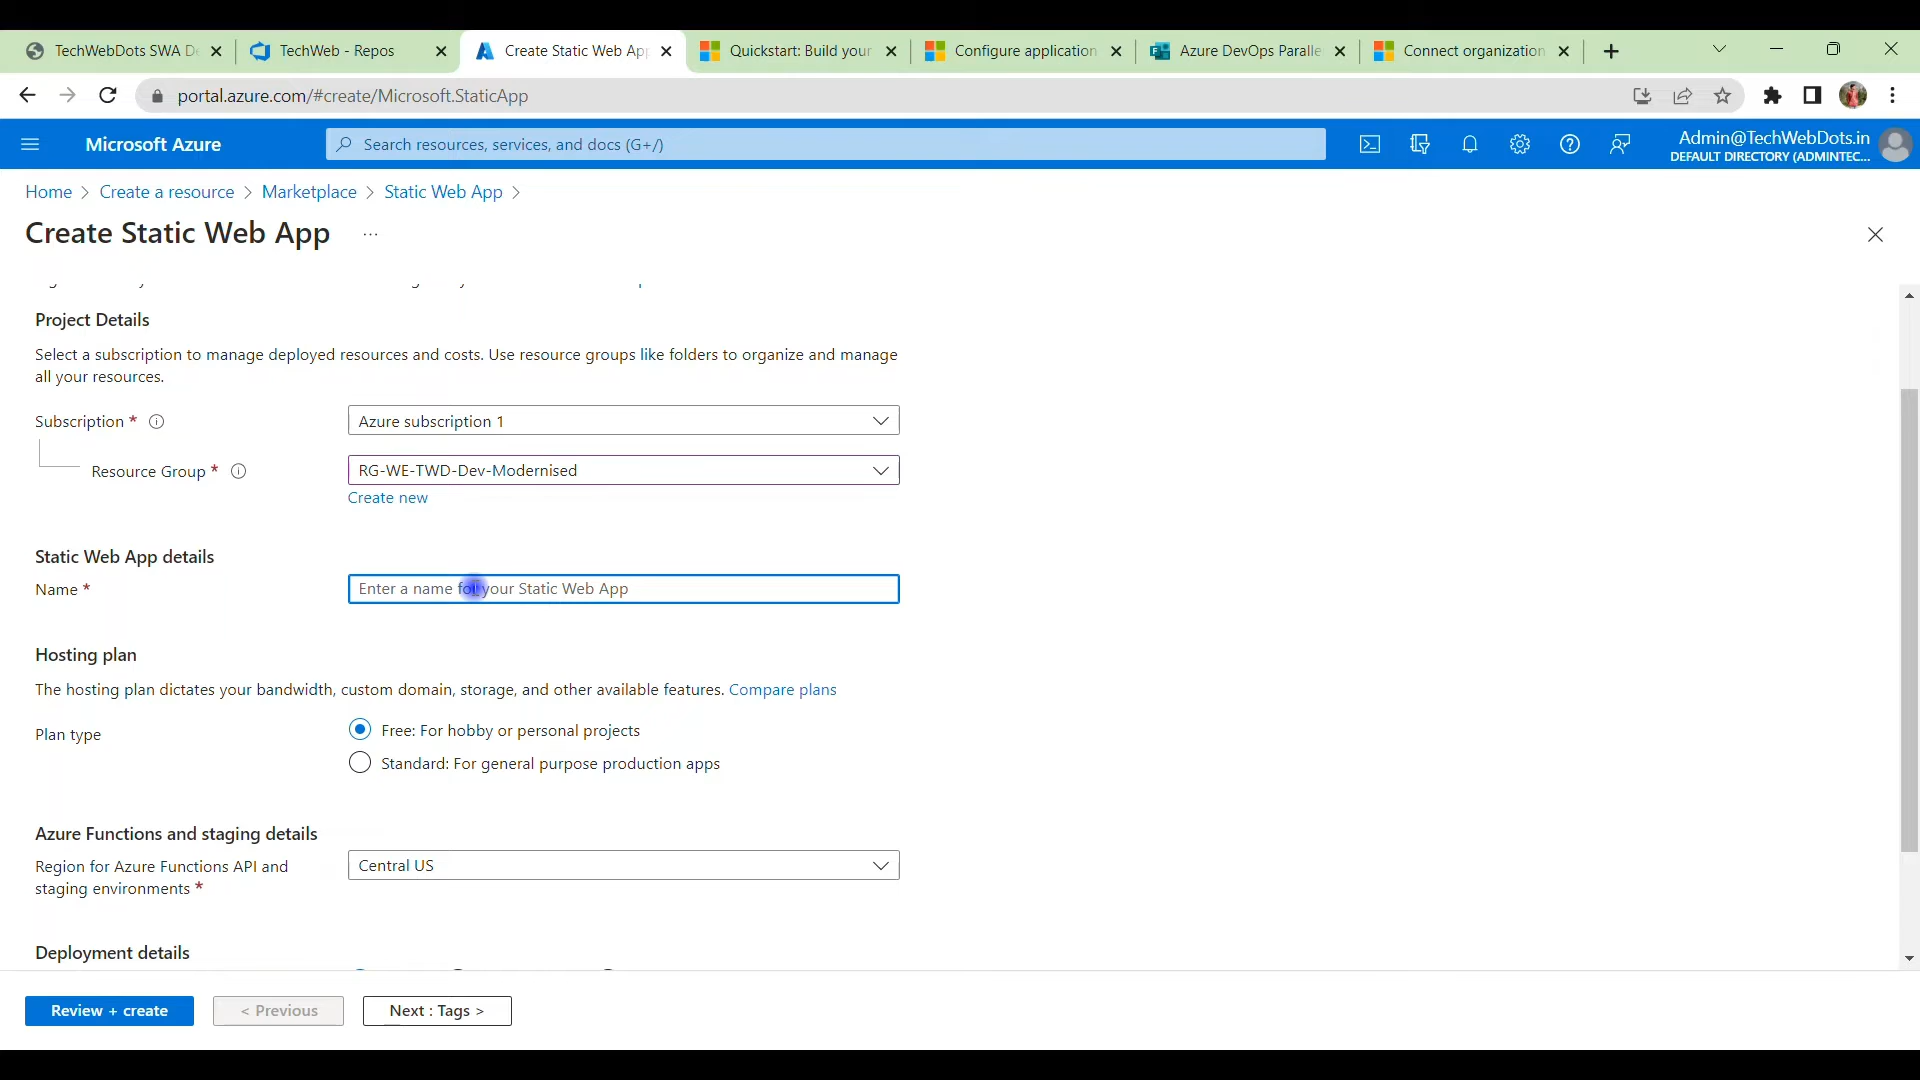 TechWebDots SWA De
TechWeb - Repos
Create Static Web App
Quickstart: Build your
Configure application
Azure DevOps Paralle
Connect organization
portal.azure.com/#create/Microsoft.StaticApp
Microsoft Azure
Search resources, services, and docs (G+/)
Admin@TechWebDots.in
DEFAULT DIRECTORY (ADMINTEC...
Home > Create a resource > Marketplace > Static Web App >
Create Static Web App ...
Project Details
Select a subscription to manage deployed resources and costs. Use resource groups like folders to organize and manage
all your resources.
Subscription *
Azure subscription 1
Resource Group *
RG-WE-TWD-Dev-Modernised
Create new
Static Web App details
Name *
Enter a name for your Static Web App
Hosting plan
The hosting plan dictates your bandwidth, custom domain, storage, and other available features. Compare plans
Plan type
Free: For hobby or personal projects
Standard: For general purpose production apps
Azure Functions and staging details
Region for Azure Functions API and
staging environments *
Central US
Deployment details
Review + create
< Previous
Next : Tags >